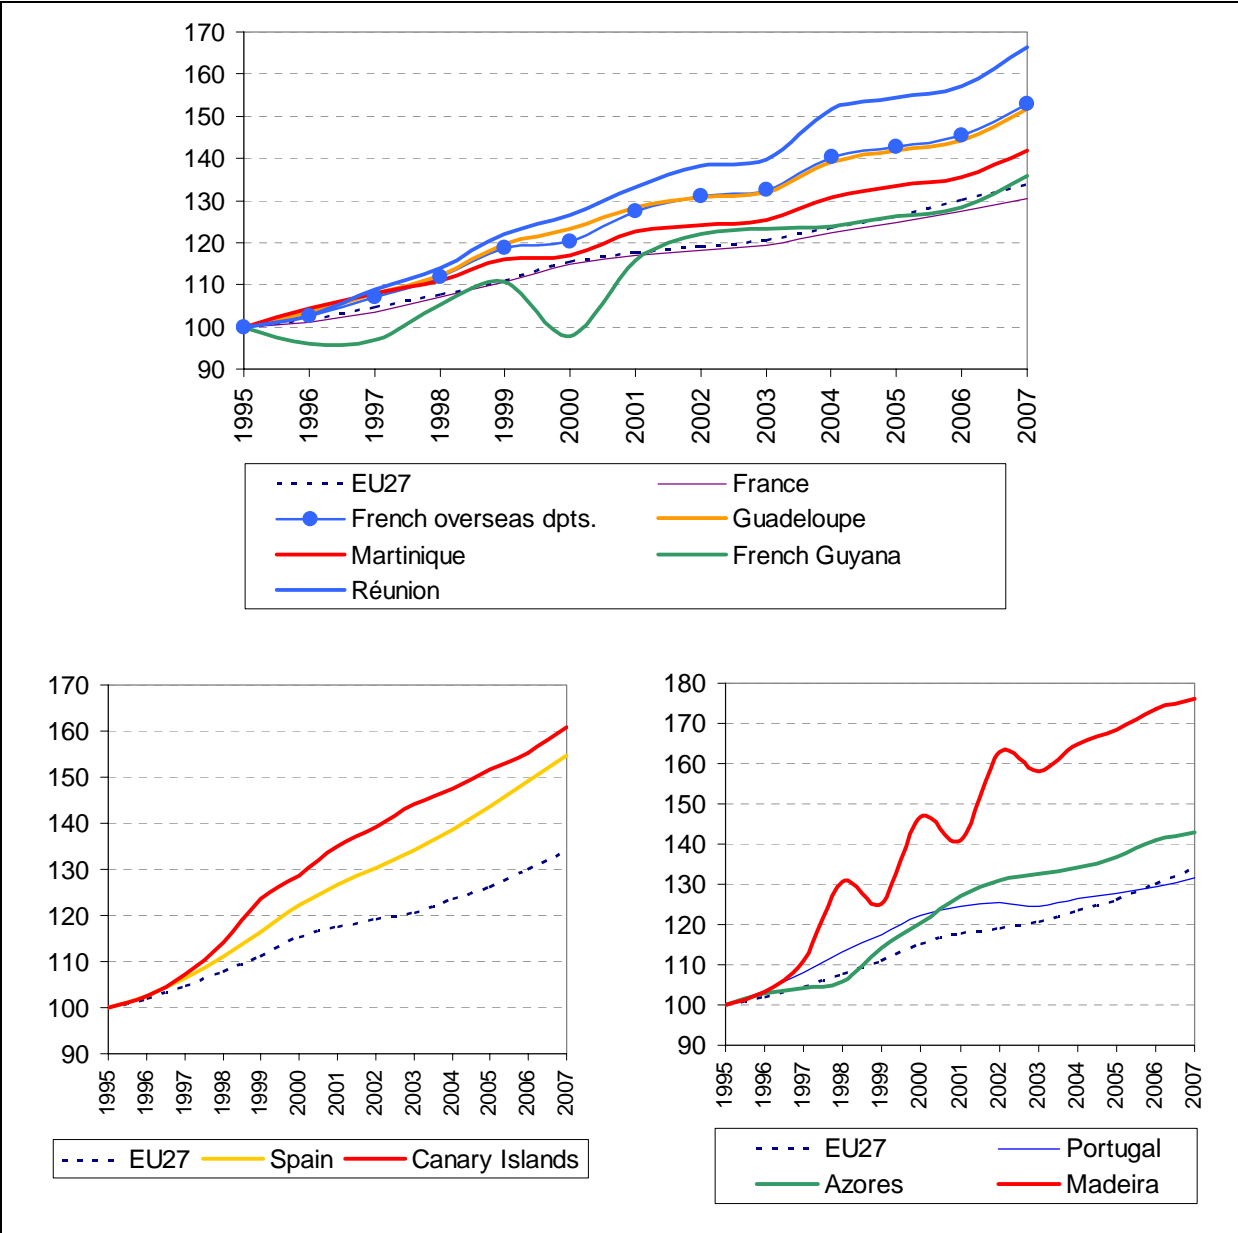 170
160
150
140
130
120
110
100
90
1995 1996 1997 1998 1999 2000 2001 2002 2003 2004 2005 2006 2007
EU27 France
French overseas dpts. Guadeloupe
Martinique French Guyana
Réunion
170
160
150
140
130
120
110
100
90
1995 1996 1997 1998 1999 2000 2001 2002 2003 2004 2005 2006 2007
EU27 Spain Canary Islands
180
170
160
150
140
130
120
110
100
90
1995 1996 1997 1998 1999 2000 2001 2002 2003 2004 2005 2006 2007
EU27 Portugal
Azores Madeira